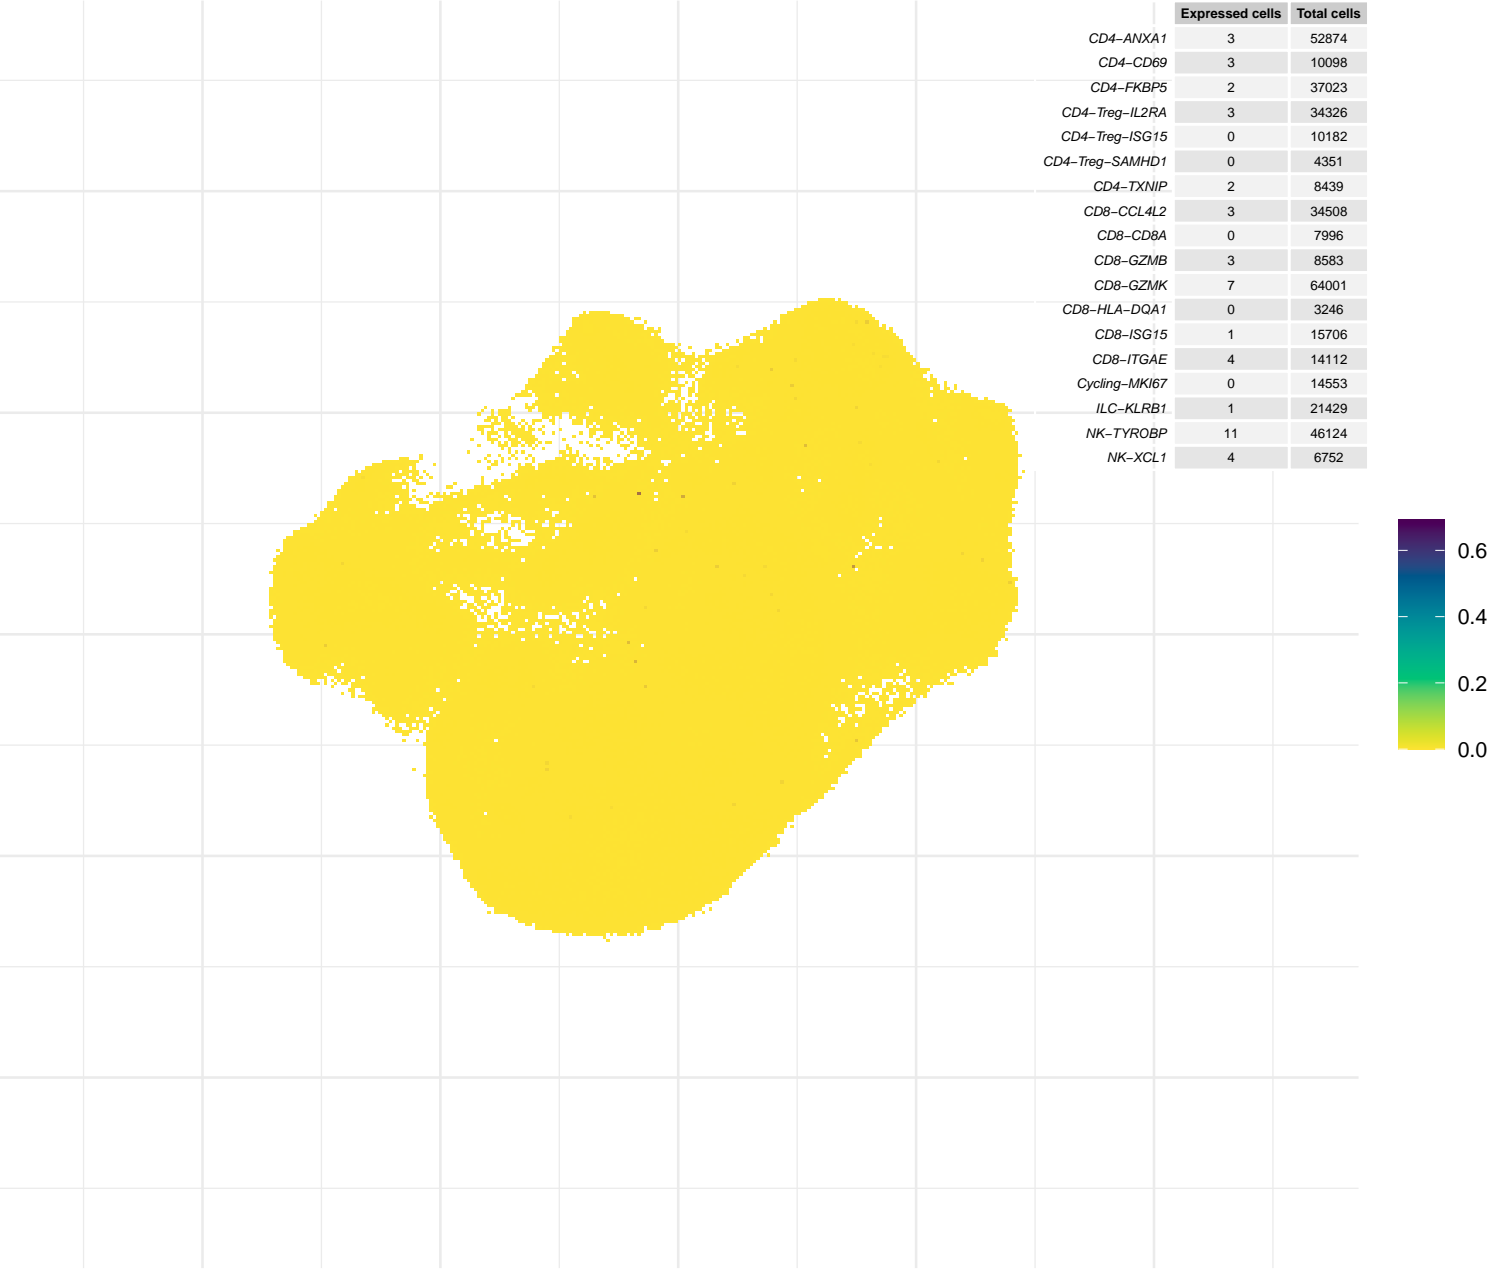 Expressed cells Total cells
CD4−ANXA1 3 52874
CD4−CD69 3 10098
CD4−FKBP5 2 37023
CD4−Treg−IL2RA 3 34326
CD4−Treg−ISG15 0 10182
CD4−Treg−SAMHD1 0 4351
CD4−TXNIP 2 8439
CD8−CCL4L2 3 34508
CD8−CD8A 0 7996
CD8−GZMB 3 8583
CD8−GZMK 7 64001
CD8−HLA−DQA1 0 3246
CD8−ISG15 1 15706
CD8−ITGAE 4 14112
Cycling−MKI67 0 14553
ILC−KLRB1 1 21429
NK−TYROBP 11 46124
NK−XCL1 4 6752
0.6
0.4
0.2
0.0